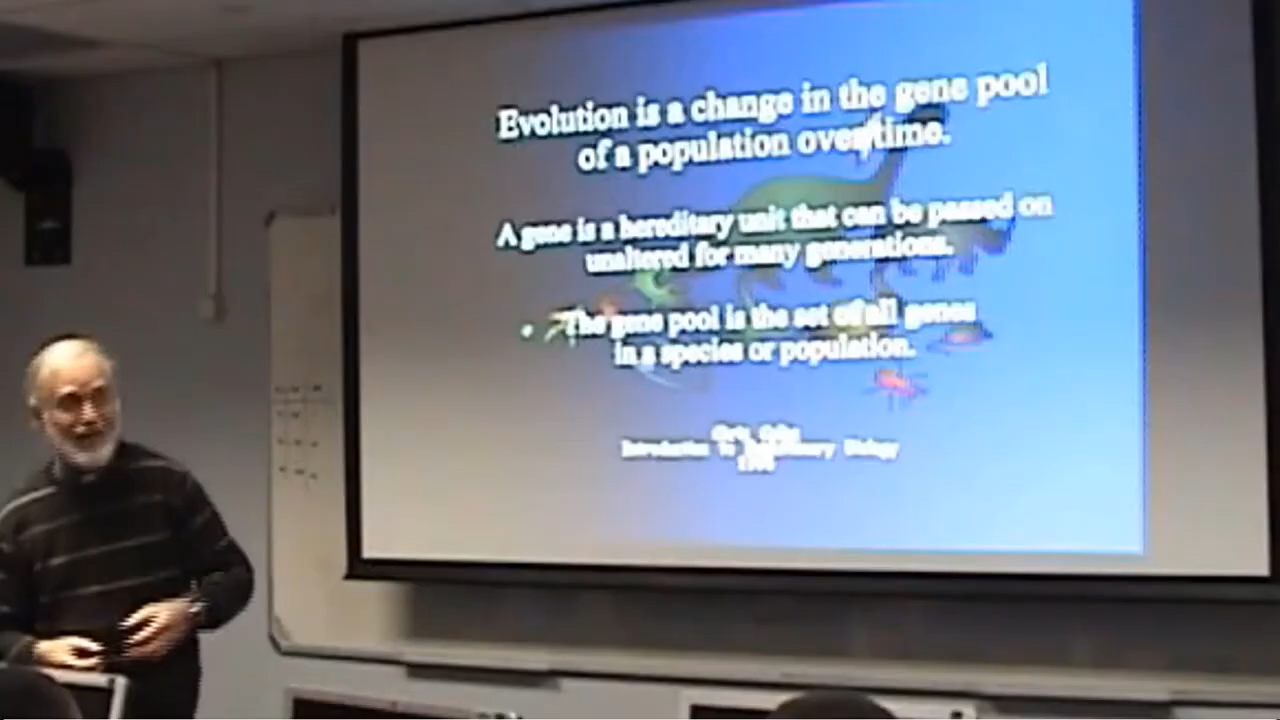 Evolution is a change in the gene pool
of a population over time.
A gene is a hereditary unit that can be passed on
unaltered for many generations.
• The gene pool is the set of all genes
in a species or population.
Introduction To Evolutionary Biology